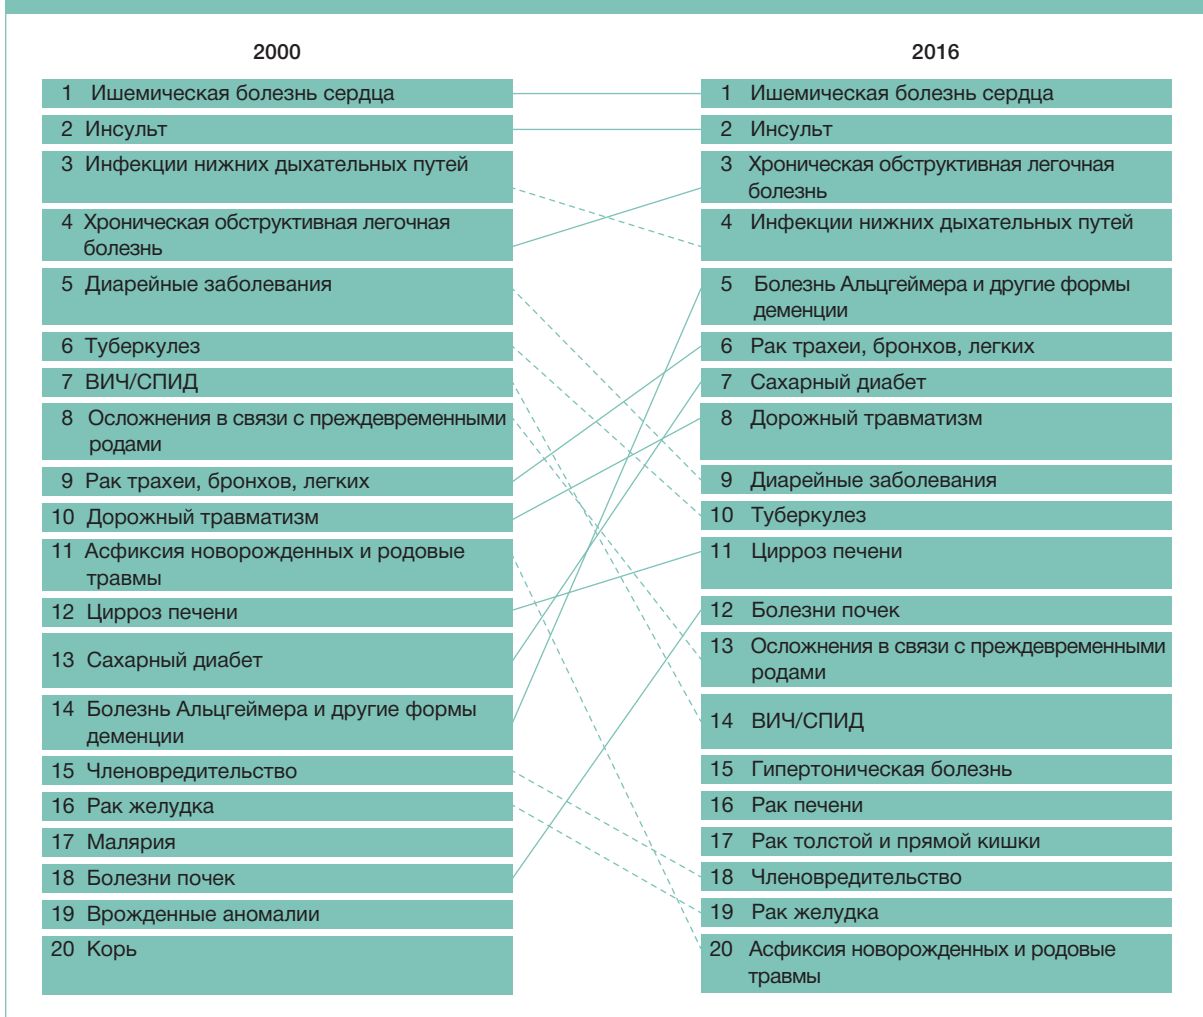 2000
1 Ишемическая болезнь сердца
2 Инсульт
3 Инфекции нижних дыхательных путей
4 Хроническая обструктивная легочная
болезнь
5 Диарейные заболевания
6 Туберкулез
7 ВИЧ/СПИД
8 Осложнения в связи с преждевременными
родами
9 Рак трахеи, бронхов, легких
10 Дорожный травматизм
11 Асфиксия новорожденных и родовые
травмы
12 Цирроз печени
13 Сахарный диабет
14 Болезнь Альцгеймера и другие формы
деменции
15 Членовредительство
16 Рак желудка
17 Малярия
18 Болезни почек
19 Врожденные аномалии
20 Корь
2016
1 Ишемическая болезнь сердца
2 Инсульт
3 Хроническая обструктивная легочная
болезнь
4 Инфекции нижних дыхательных путей
5 Болезнь Альцгеймера и другие формы
деменции
6 Рак трахеи, бронхов, легких
7 Сахарный диабет
8 Дорожный травматизм
9 Диарейные заболевания
10 Туберкулез
11 Цирроз печени
12 Болезни почек
13 Осложнения в связи с преждевременными
родами
14 ВИЧ/СПИД
15 Гипертоническая болезнь
16 Рак печени
17 Рак толстой и прямой кишки
18 Членовредительство
19 Рак желудка
20 Асфиксия новорожденных и родовые
травмы